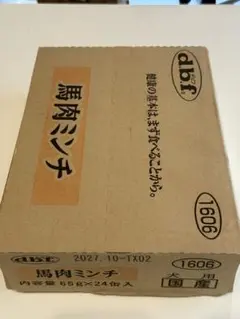 dbf
健康の基本は、まず食べることから。
馬肉ミンチ
1606
dbf
2027.10-TX02
1606
馬肉ミンチ
犬用
内容量 65g×24缶入
国産